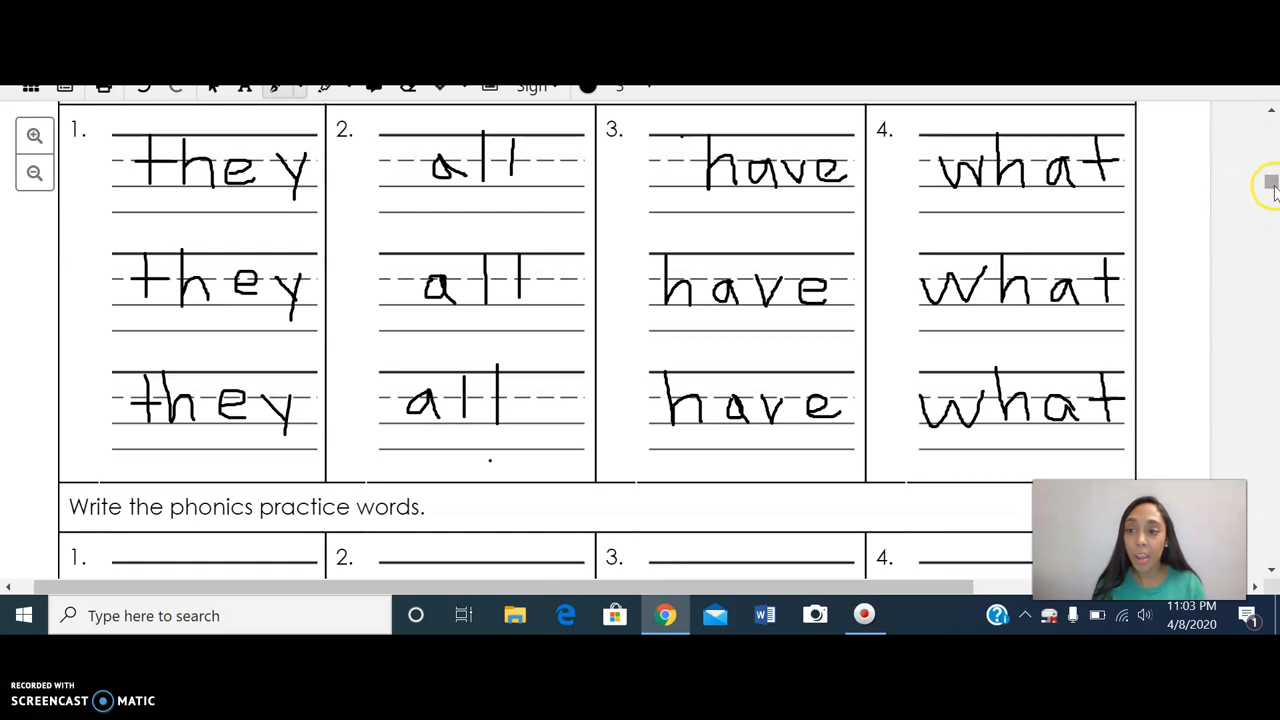 Sign
1. they 2. all 3. have 4. what
they all have what
they all have what
Write the phonics practice words.
1. 2. 3. 4.
Type here to search
11:03 PM
4/8/2020
1
RECORDED WITH
SCREENCAST MATIC